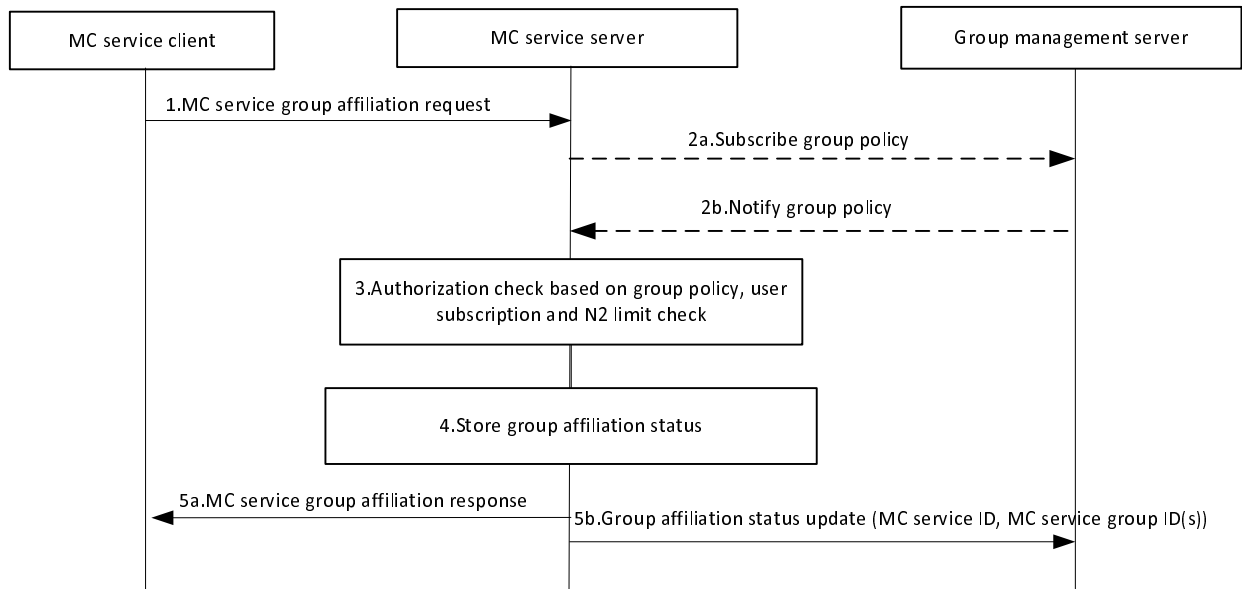 MC service client
MC service server
Group management server
1.MC service group affiliation request
2a.Subscribe group policy
2b.Notify group policy
3.Authorization check based on group policy, user
subscription and N2 limit check
4.Store group affiliation status
5a.MC service group affiliation response
5b.Group affiliation status update (MC service ID, MC service group ID(s))